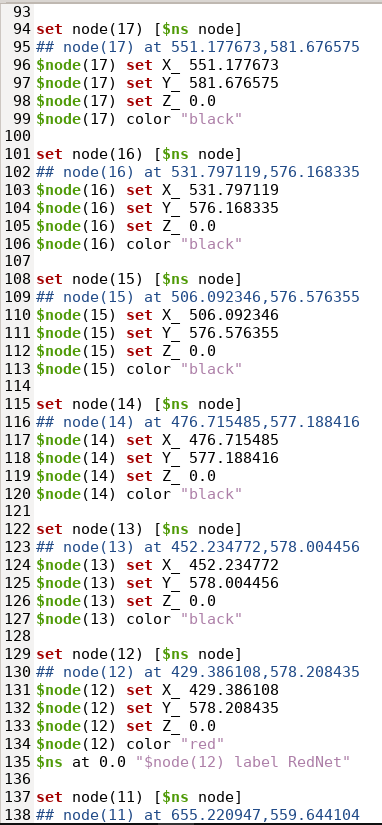 93
94 set node(17) [$ns node]
95 ## node(17) at 551.177673,581.676575
96 $node(17) set X_ 551.177673
97 $node(17) set Y_ 581.676575
98 $node(17) set Z_ 0.0
99 $node(17) color "black"
100
101 set node(16) [$ns node]
102 ## node(16) at 531.797119,576.168335
103 $node(16) set X_ 531.797119
104 $node(16) set Y_ 576.168335
105 $node(16) set Z_ 0.0
106 $node(16) color "black"
107
108 set node(15) [$ns node]
109 ## node(15) at 506.092346,576.576355
110 $node(15) set X_ 506.092346
111 $node(15) set Y_ 576.576355
112 $node(15) set Z_ 0.0
113 $node(15) color "black"
114
115 set node(14) [$ns node]
116 ## node(14) at 476.715485,577.188416
117 $node(14) set X_ 476.715485
118 $node(14) set Y_ 577.188416
119 $node(14) set Z_ 0.0
120 $node(14) color "black"
121
122 set node(13) [$ns node]
123 ## node(13) at 452.234772,578.004456
124 $node(13) set X_ 452.234772
125 $node(13) set Y_ 578.004456
126 $node(13) set Z_ 0.0
127 $node(13) color "black"
128
129 set node(12) [$ns node]
130 ## node(12) at 429.386108,578.208435
131 $node(12) set X_ 429.386108
132 $node(12) set Y_ 578.208435
133 $node(12) set Z_ 0.0
134 $node(12) color "red"
135 $ns at 0.0 "$node(12) label RedNet"
136
137 set node(11) [$ns node]
138 ## node(11) at 655.220947,559.644104